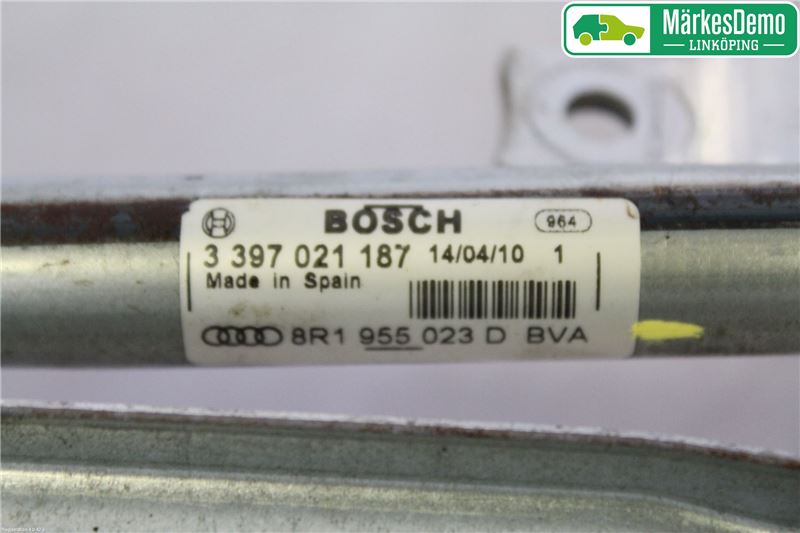 MärkesDemo
LINKÖPING
BOSCH
964
3 397 021 187 14/04/10 1
Made in Spain
8R1 955 023 D BVA